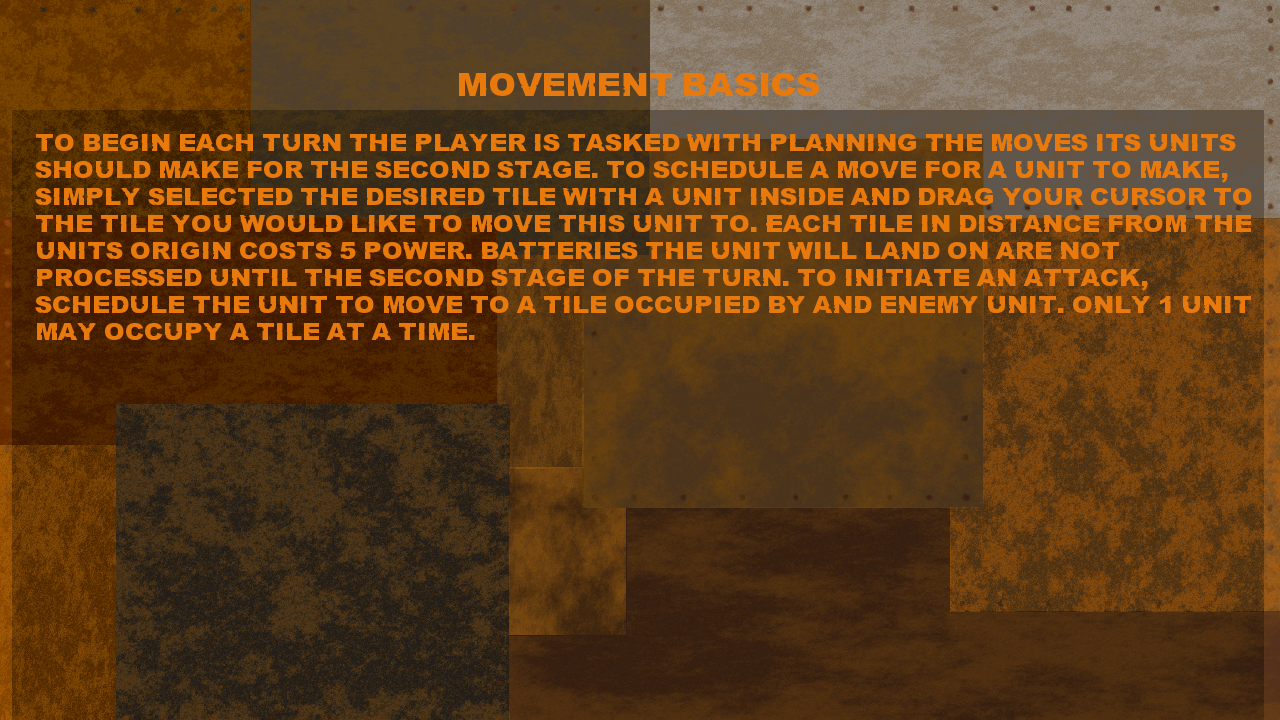 MOVEMENT BASICS
TO BEGIN EACH TURN THE PLAYER IS TASKED WITH PLANNING THE MOVES ITS UNITS
SHOULD MAKE FOR THE SECOND STAGE. TO SCHEDULE A MOVE FOR A UNIT TO MAKE,
SIMPLY SELECTED THE DESIRED TILE WITH A UNIT INSIDE AND DRAG YOUR CURSOR TO
THE TILE YOU WOULD LIKE TO MOVE THIS UNIT TO. EACH TILE IN DISTANCE FROM THE
UNITS ORIGIN COSTS 5 POWER. BATTERIES THE UNIT WILL LAND ON ARE NOT
PROCESSED UNTIL THE SECOND STAGE OF THE TURN. TO INITIATE AN ATTACK,
SCHEDULE THE UNIT TO MOVE TO A TILE OCCUPIED BY AND ENEMY UNIT. ONLY 1 UNIT
MAY OCCUPY A TILE AT A TIME.